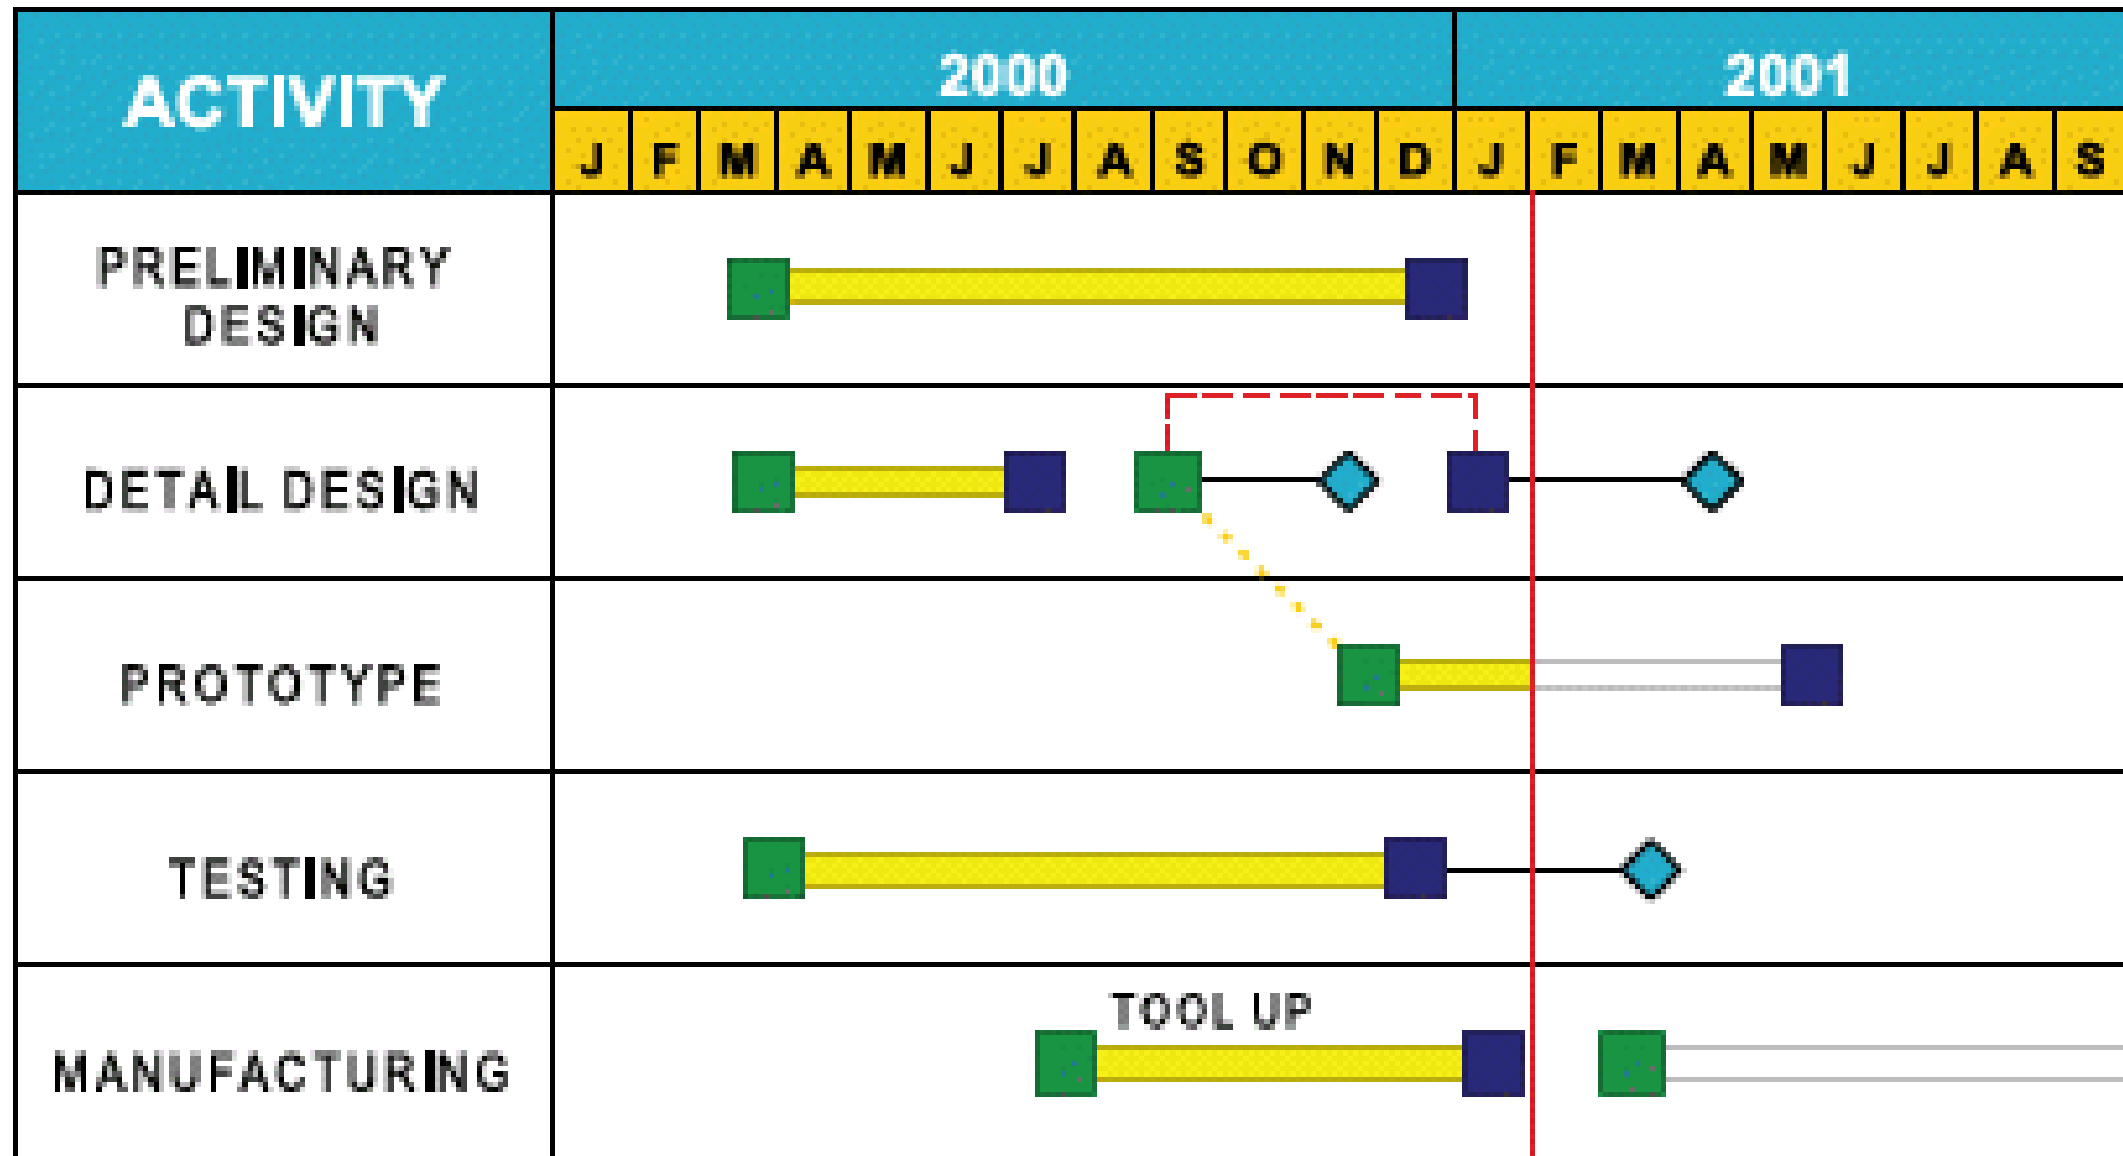 ACTIVITY
2000
2001
J F M A M J J A S O N D J F M A M J J A S
PRELIMINARY
DESIGN
DETAIL DESIGN
PROTOTYPE
TESTING
TOOL UP
MANUFACTURING